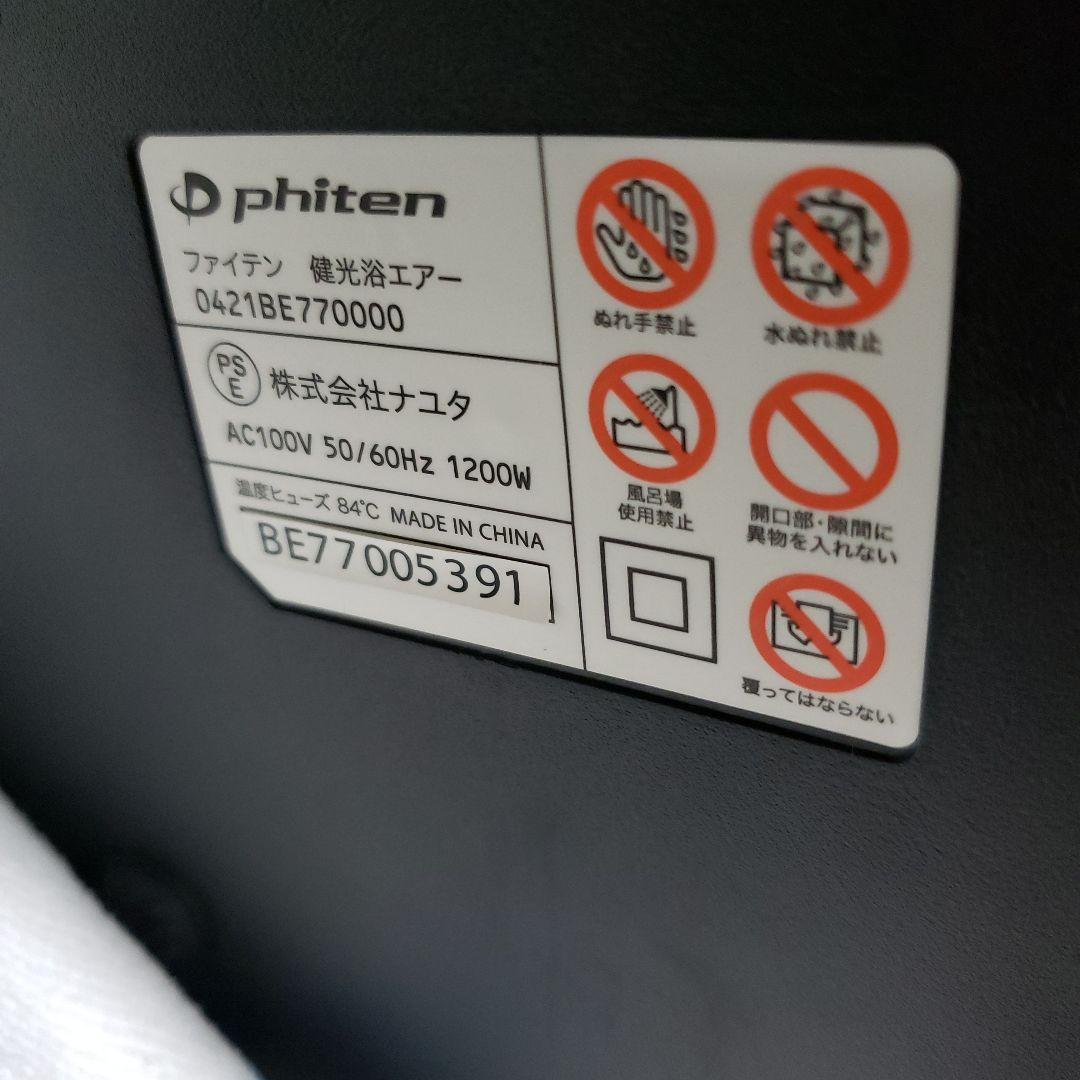 phiten
ファイテン 健光浴エアー
0421BE770000
PS
E
株式会社ナユタ
AC100V 50/60Hz 1200W
温度ヒューズ 84℃ MADE IN CHINA
BE77005391
ぬれ手禁止
水ぬれ禁止
風呂場
使用禁止
開口部・隙間に
異物を入れない
覆ってはならない